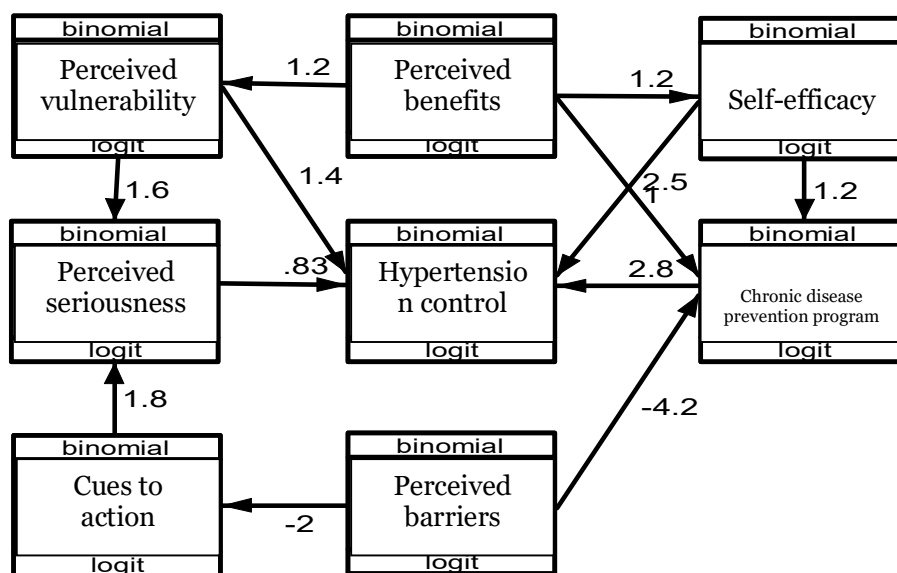 binomial
Perceived
vulnerability
logit
1.2
binomial
Perceived
benefits
logit
1.2
binomial
Self-efficacy
logit
1.6
1.4
2.5
1
1.2
binomial
Perceived
seriousness
logit
.83
binomial
Hypertensio
n control
logit
2.8
binomial
Chronic disease
prevention program
logit
1.8
-4.2
binomial
Cues to
action
logit
-2
binomial
Perceived
barriers
logit